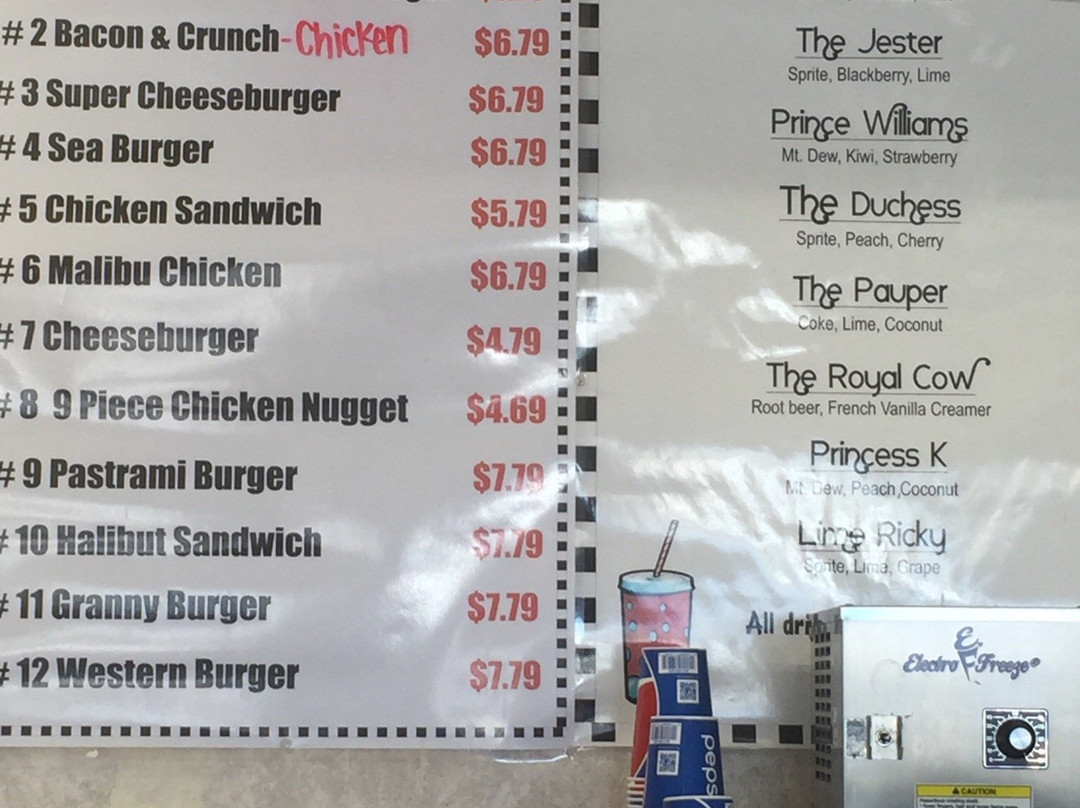 # 2 Bacon & Crunch-Chicken $6.79
# 3 Super Cheeseburger $6.79
# 4 Sea Burger $6.79
# 5 Chicken Sandwich $5.79
# 6 Malibu Chicken $6.79
# 7 Cheeseburger $4.79
# 8 9 Piece Chicken Nugget $4.69
# 9 Pastrami Burger $7.79
# 10 Halibut Sandwich $7.79
# 11 Granny Burger $7.79
# 12 Western Burger $7.79
The Jester
Sprite, Blackberry, Lime
Prince Williams
Mt. Dew, Kiwi, Strawberry
The Duchess
Sprite, Peach, Cherry
The Pauper
Coke, Lime, Coconut
The Royal Cow
Root beer, French Vanilla Creamer
Princess K
Mt. Dew, Peach,Coconut
Lime Ricky
Sprite, Lime, Grape
All
Electro Freeze®
pepsi
CAUTION